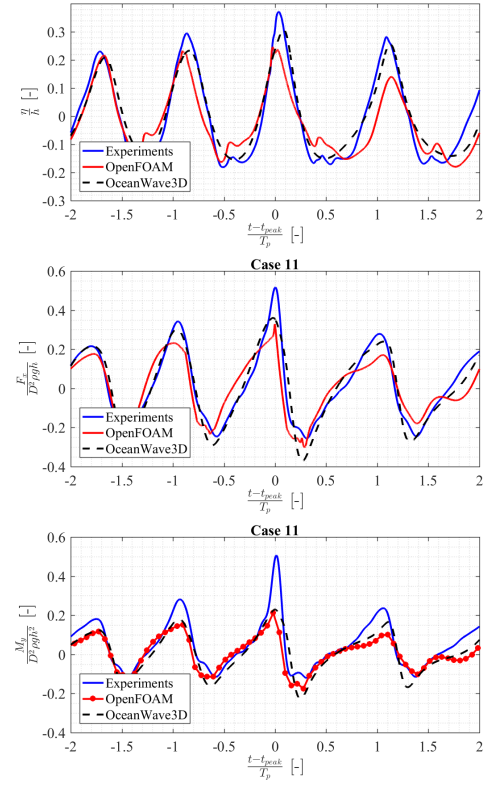 0.3
0.2
0.1
0
-0.1
-0.2
-0.3
η/h [-]
Experiments
OpenFOAM
OceanWave3D
-2 -1.5 -1 -0.5 0 0.5 1 1.5 2
t−t_peak/T_p [-]
Case 11
0.6
0.4
0.2
0
-0.2
-0.4
F_x/D²ρgh [-]
Experiments
OpenFOAM
OceanWave3D
-2 -1.5 -1 -0.5 0 0.5 1 1.5 2
t−t_peak/T_p [-]
Case 11
0.6
0.4
0.2
0
-0.2
-0.4
M_y/D²ρgh² [-]
Experiments
OpenFOAM
OceanWave3D
-2 -1.5 -1 -0.5 0 0.5 1 1.5 2
t−t_peak/T_p [-]